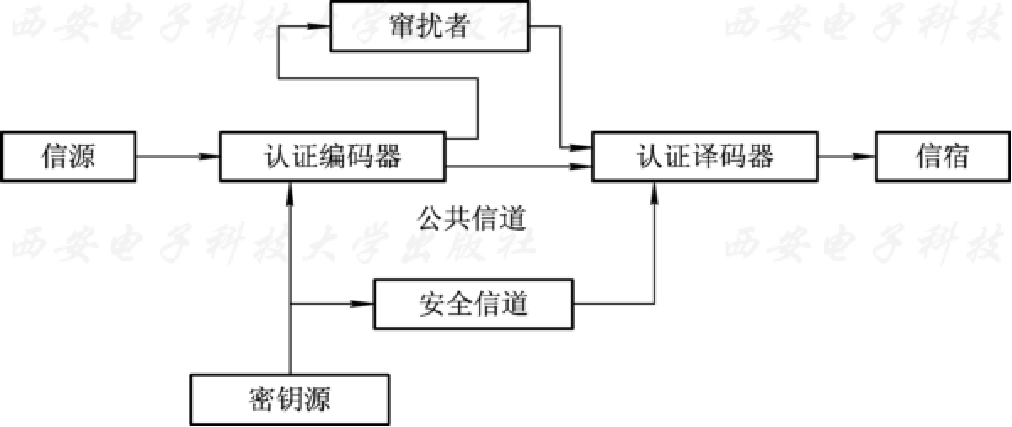 西安电子科技大学出版社
西安电子科技
窜扰者
信源
认证编码器
认证译码器
信宿
公共信道
西安电子科技大学出版社
西安电子科技
安全信道
密钥源